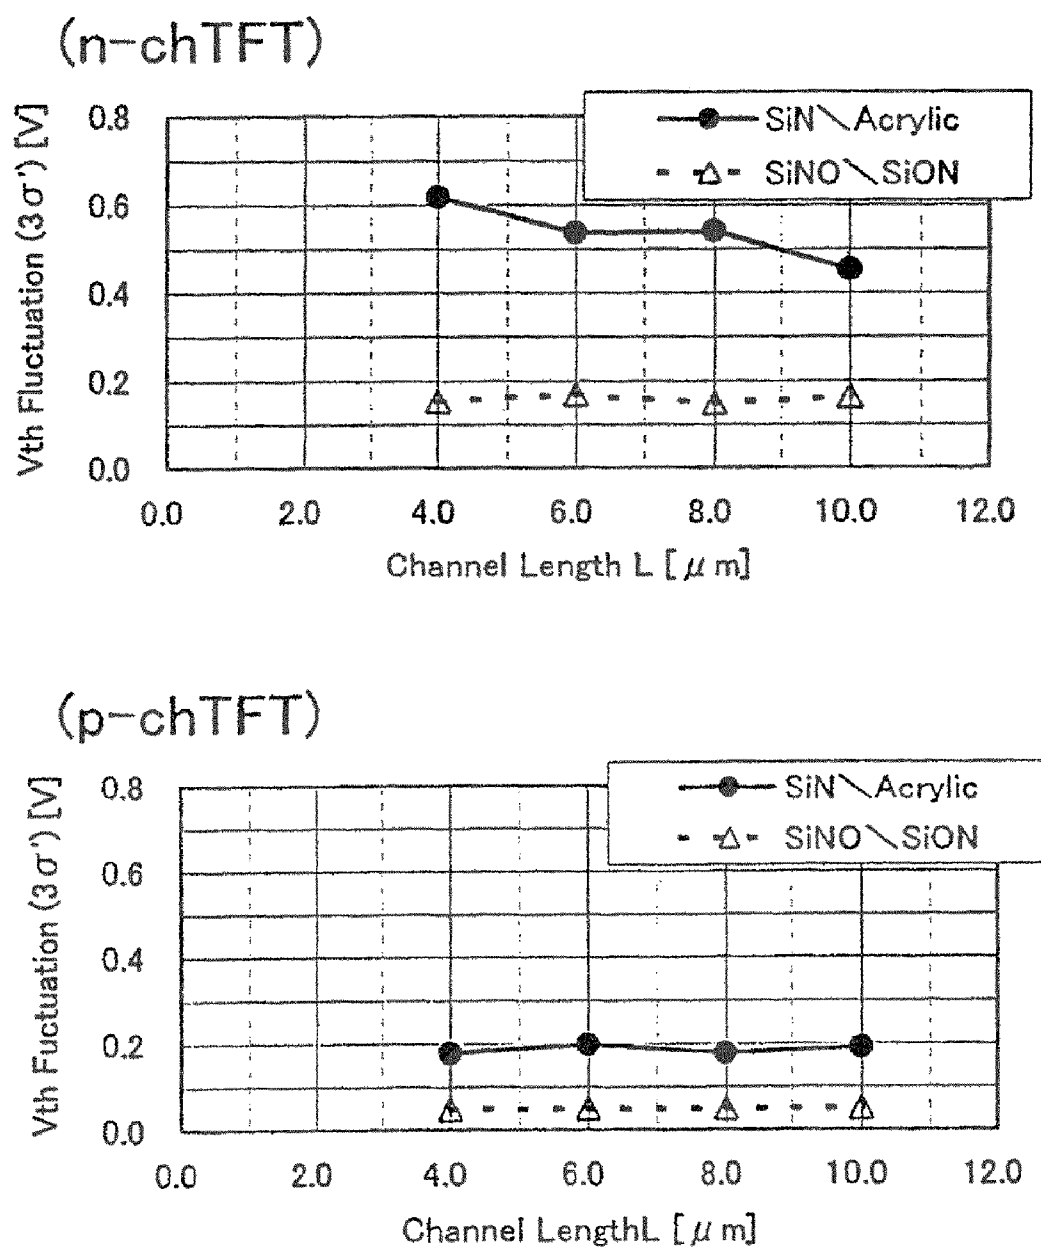 (n-chTFT)
SiN＼Acrylic
SiNO＼SiON
Vth Fluctuation (3σ) [V]
0.8
0.6
0.4
0.2
0.0
0.0 2.0 4.0 6.0 8.0 10.0 12.0
Channel Length L [μm]
(p-chTFT)
SiN＼Acrylic
SiNO＼SiON
Vth Fuctuation (3σ) [V]
0.8
0.6
0.4
0.2
0.0
0.0 2.0 4.0 6.0 8.0 10.0 12.0
Channel LengthL [μm]